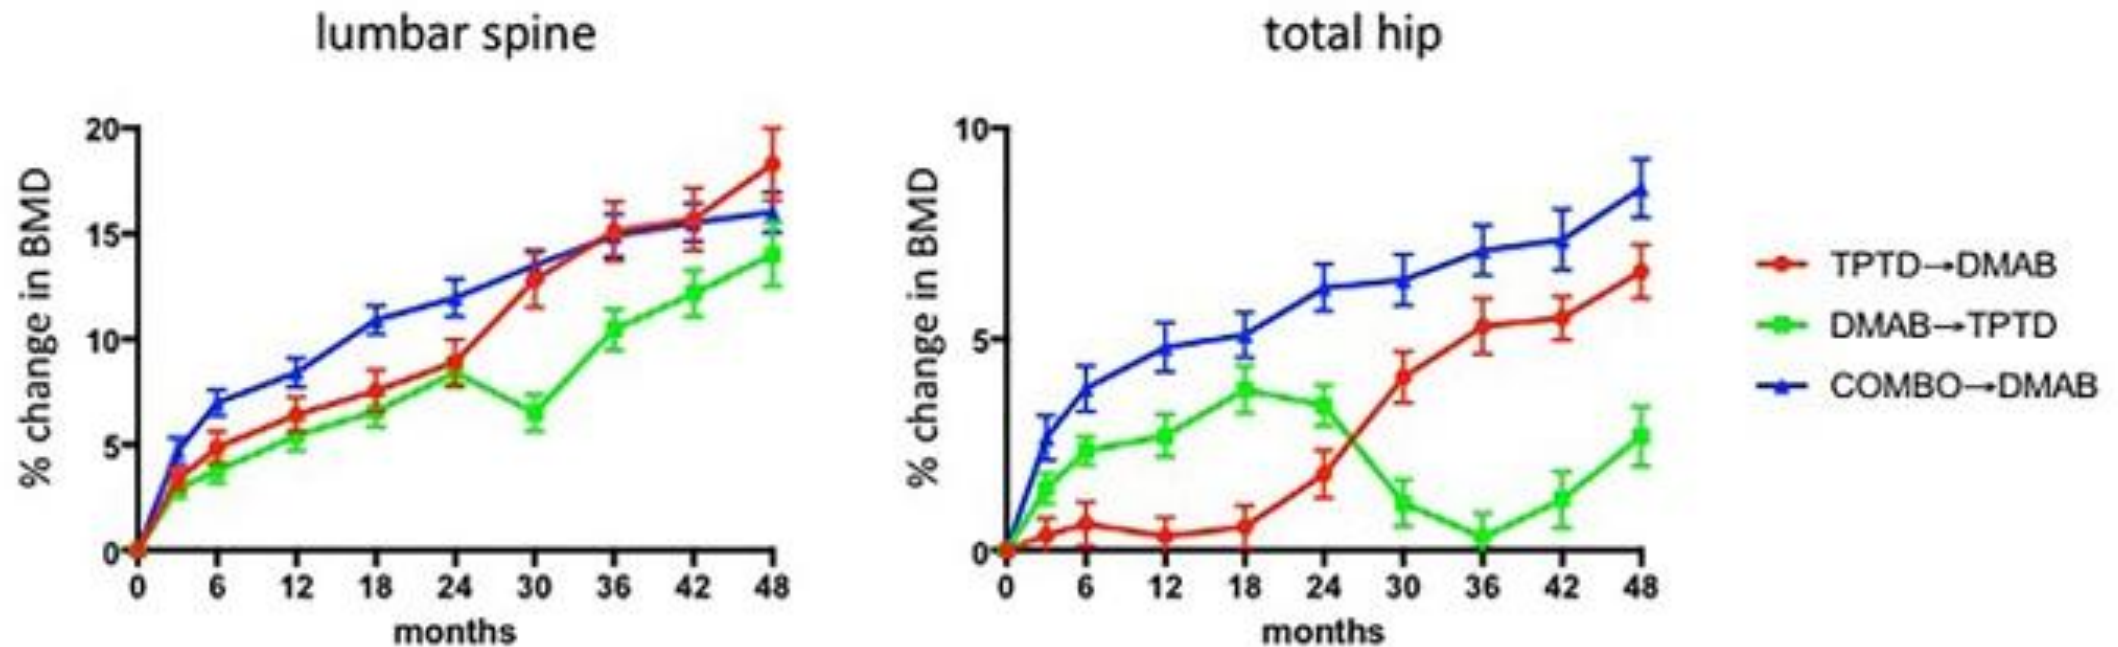 lumbar spine
% change in BMD
20
15
10
5
0
0 6 12 18 24 30 36 42 48
months
total hip
% change in BMD
10
5
0
0 6 12 18 24 30 36 42 48
months
TPTD→DMAB
DMAB→TPTD
COMBO→DMAB